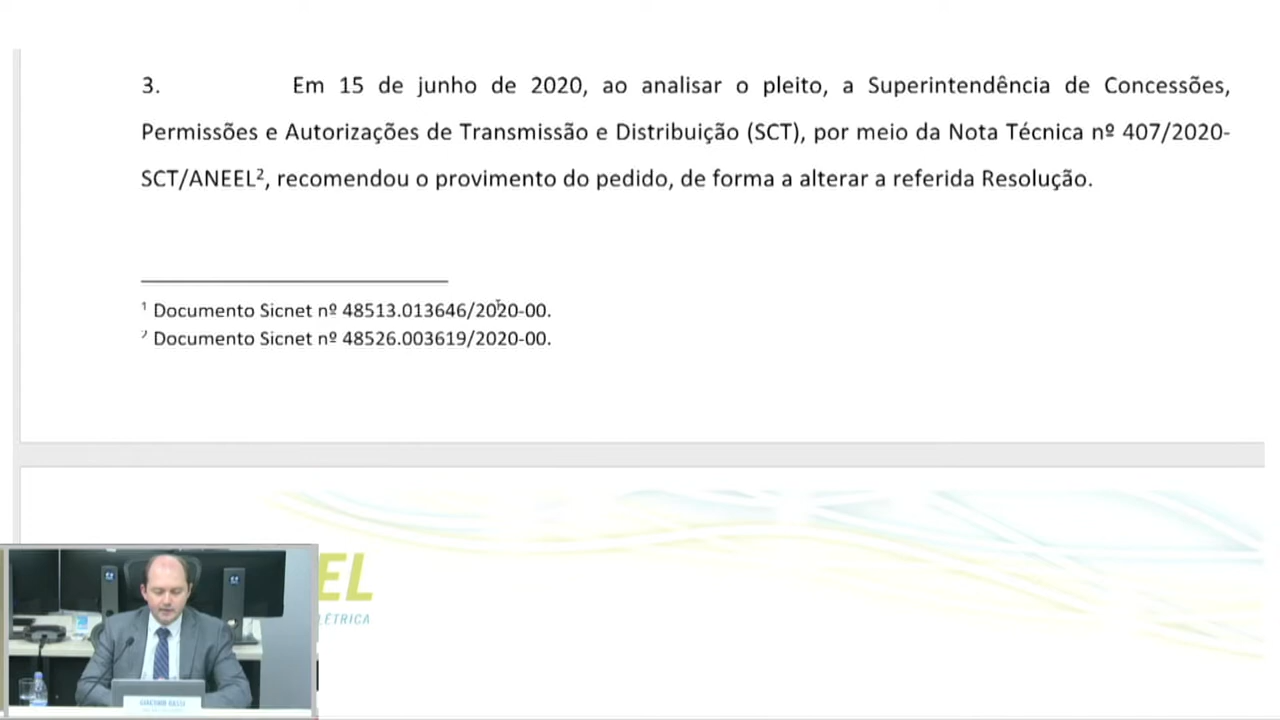 3. Em 15 de junho de 2020, ao analisar o pleito, a Superintendência de Concessões,
Permissões e Autorizações de Transmissão e Distribuição (SCT), por meio da Nota Técnica nº 407/2020-
SCT/ANEEL², recomendou o provimento do pedido, de forma a alterar a referida Resolução.
¹ Documento Sicnet nº 48513.013646/2020-00.
² Documento Sicnet nº 48526.003619/2020-00.
EL
LÉTRICA